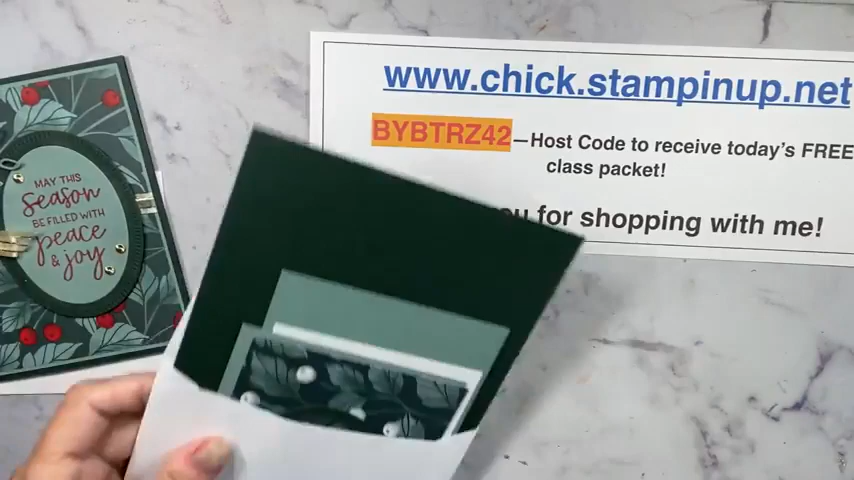 www.chick.stampinup.net
BYBTRZ42—Host Code to receive today's FREE
class packet!
for shopping with me!
MAY THIS
season
BE FILLED WITH
peace
& joy